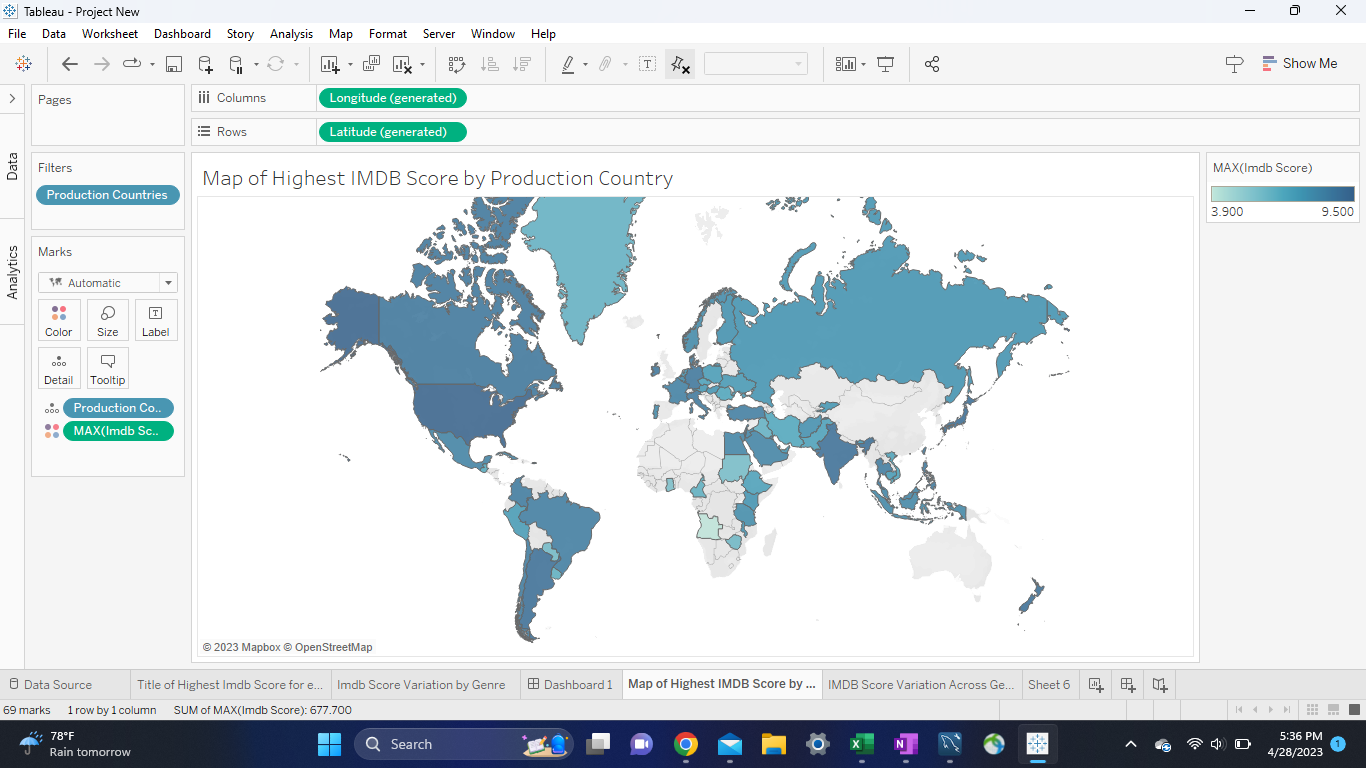 Tableau - Project New
File Data Worksheet Dashboard Story Analysis Map Format Server Window Help
Show Me
Pages
Columns
Longitude (generated)
Rows
Latitude (generated)
Data
Analytics
Filters
Production Countries
Marks
Automatic
Color Size Label
Detail Tooltip
Production Co..
MAX(Imdb Sc..
Map of Highest IMDB Score by Production Country
© 2023 Mapbox © OpenStreetMap
MAX(Imdb Score)
3.900 9.500
Data Source Title of Highest Imdb Score for e... Imdb Score Variation by Genre Dashboard 1 Map of Highest IMDB Score by ... IMDB Score Variation Across Ge... Sheet 6
69 marks 1 row by 1 column SUM of MAX(Imdb Score): 677.700
78°F
Rain tomorrow
Search
5:36 PM
4/28/2023
1